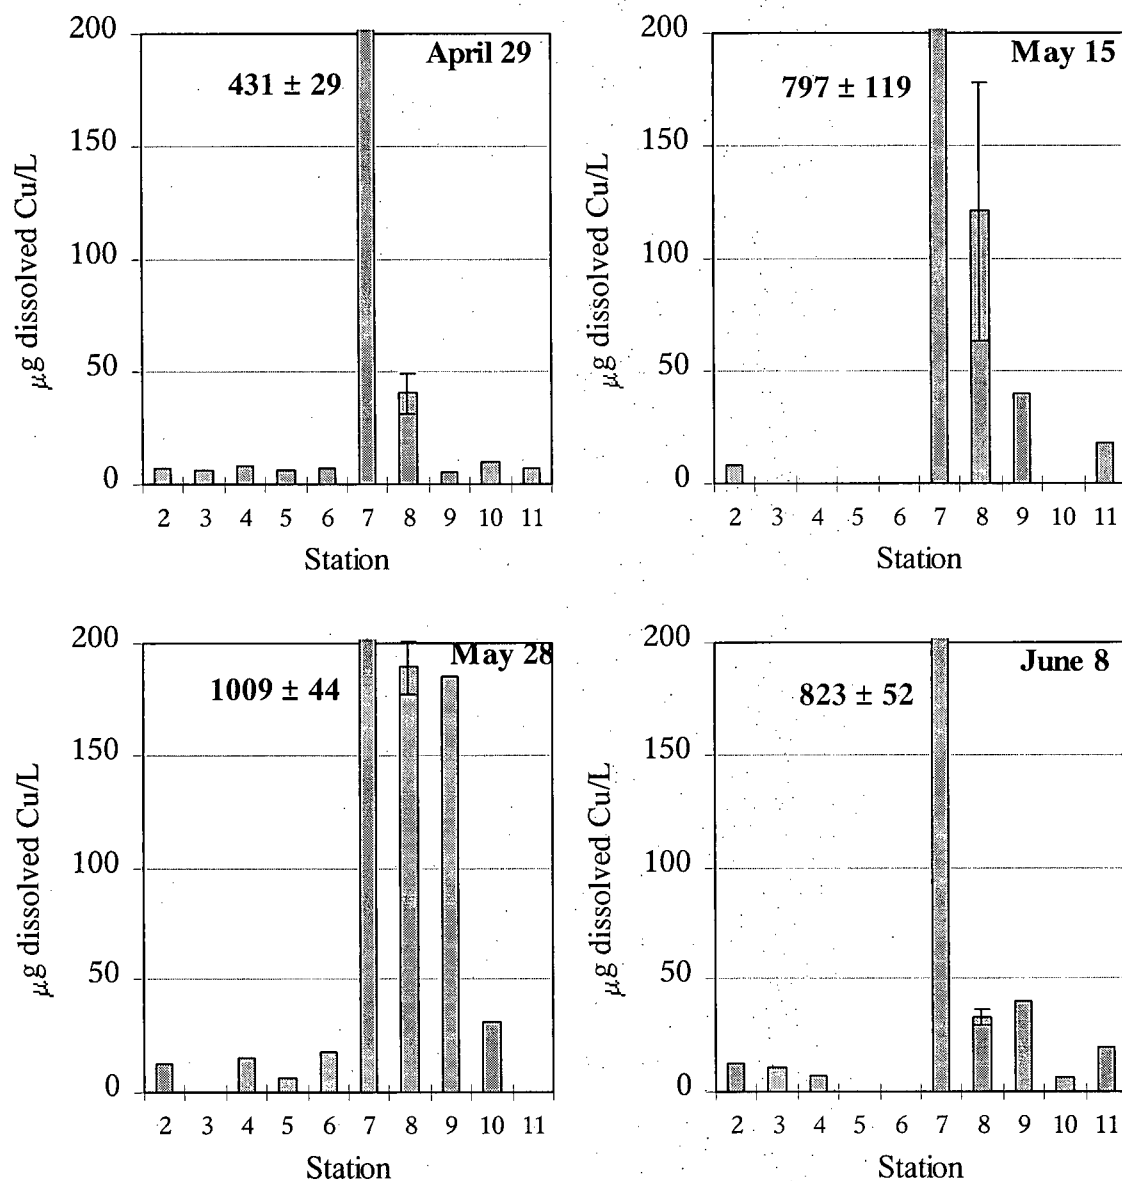 April 29
431 ± 29
μg dissolved Cu/L
200
150
100
50
0
2 3 4 5 6 7 8 9 10 11
Station
May 15
797 ± 119
μg dissolved Cu/L
200
150
100
50
0
2 3 4 5 6 7 8 9 10 11
Station
May 28
1009 ± 44
μg dissolved Cu/L
200
150
100
50
0
2 3 4 5 6 7 8 9 10 11
Station
June 8
823 ± 52
μg dissolved Cu/L
200
150
100
50
0
2 3 4 5 6 7 8 9 10 11
Station